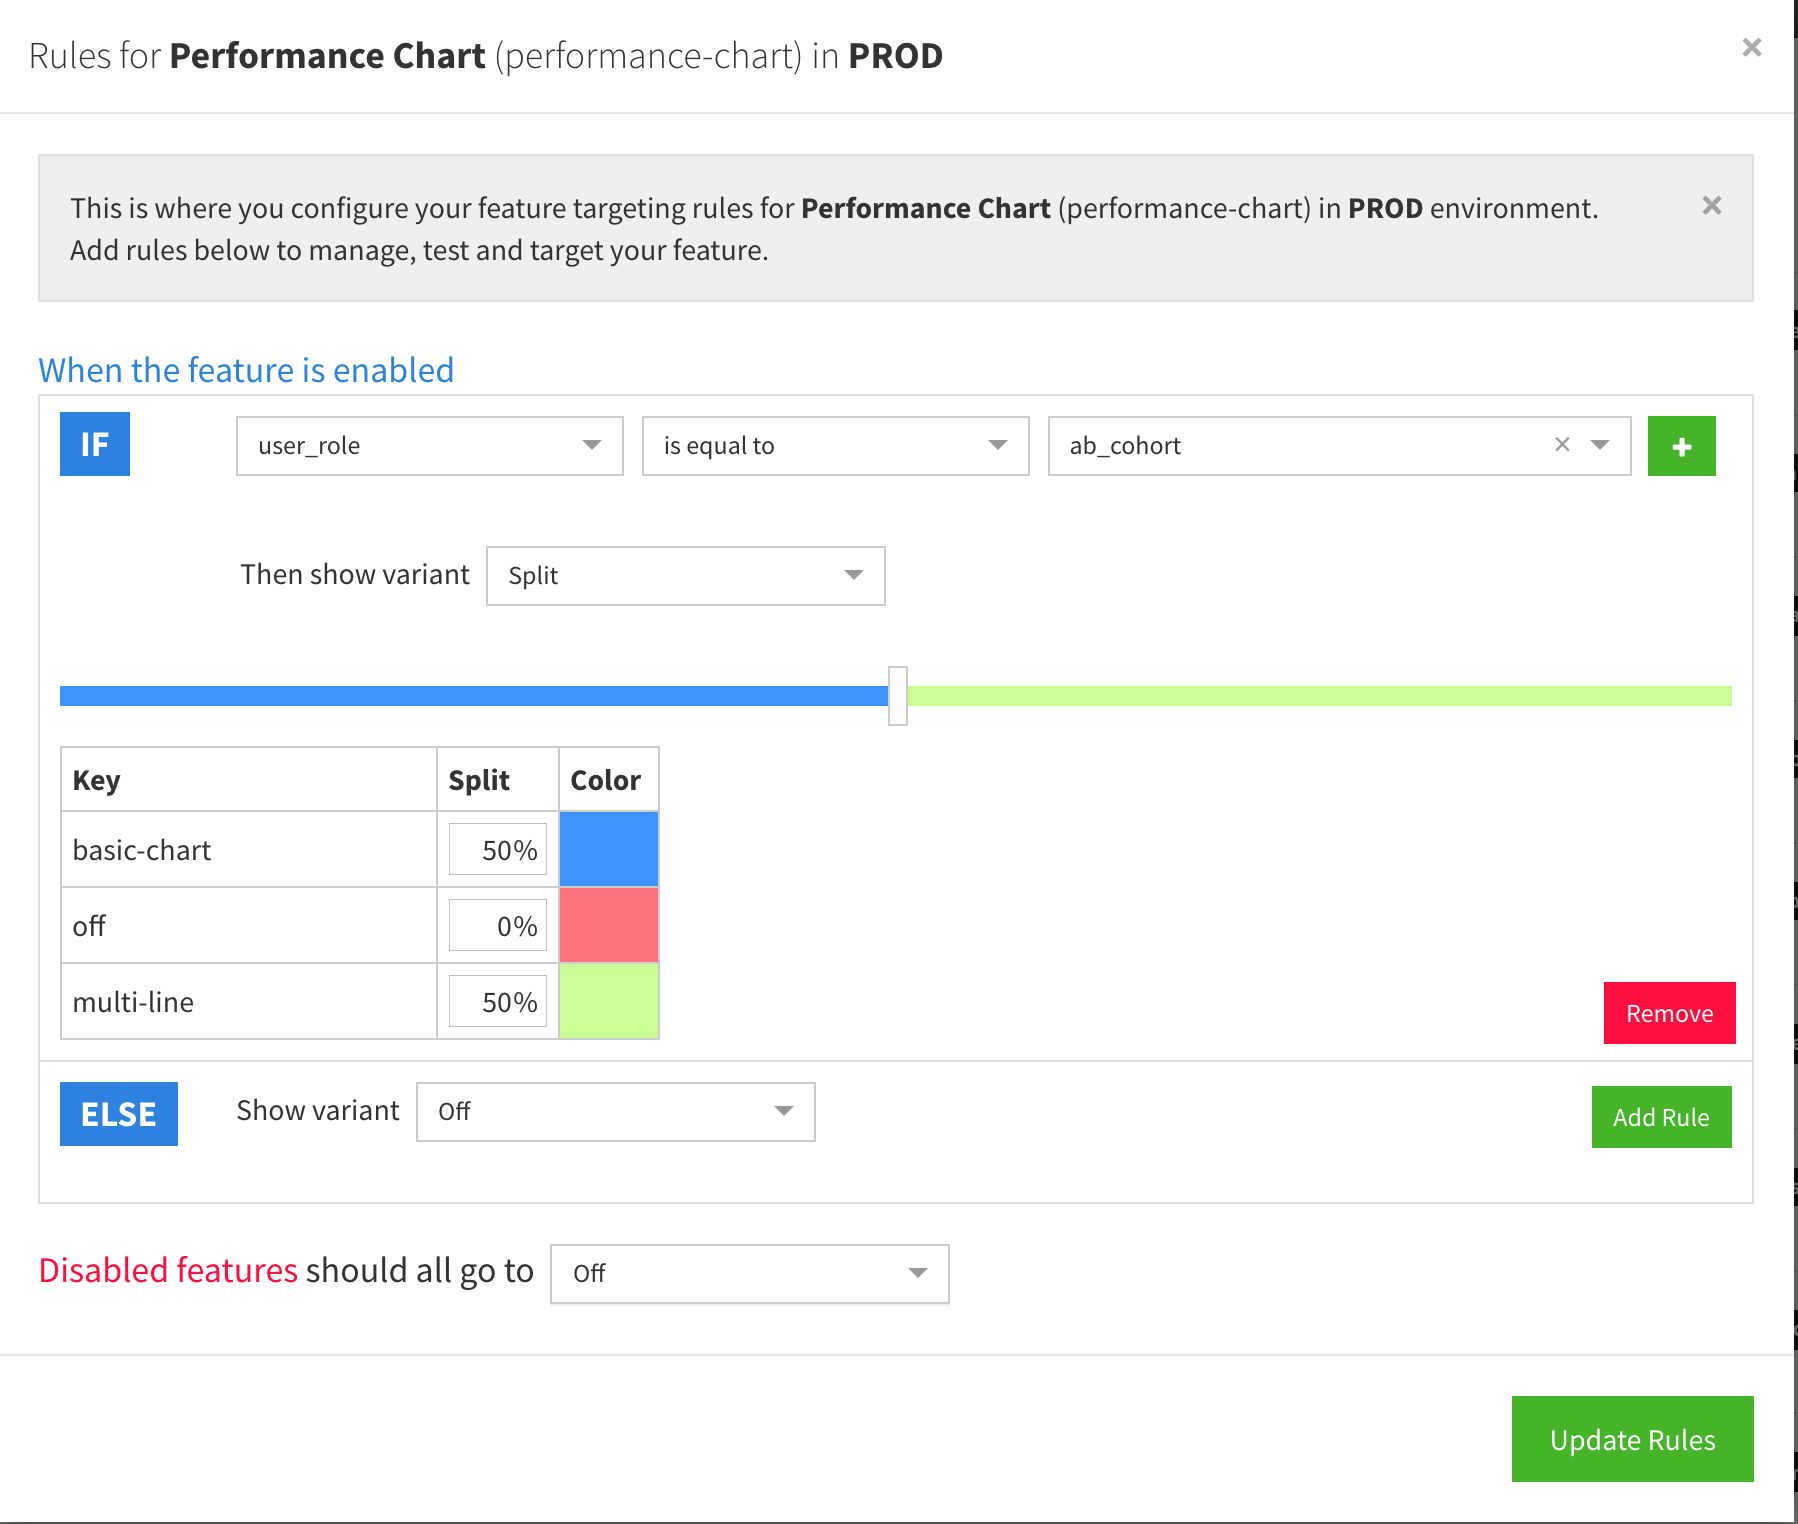 Rules for Performance Chart (performance-chart) in PROD
This is where you configure your feature targeting rules for Performance Chart (performance-chart) in PROD environment.
Add rules below to manage, test and target your feature.
When the feature is enabled
IF user_role is equal to ab_cohort
Then show variant Split
Key Split Color
basic-chart 50%
off 0%
multi-line 50%
Remove
ELSE Show variant Off Add Rule
Disabled features should all go to Off
Update Rules